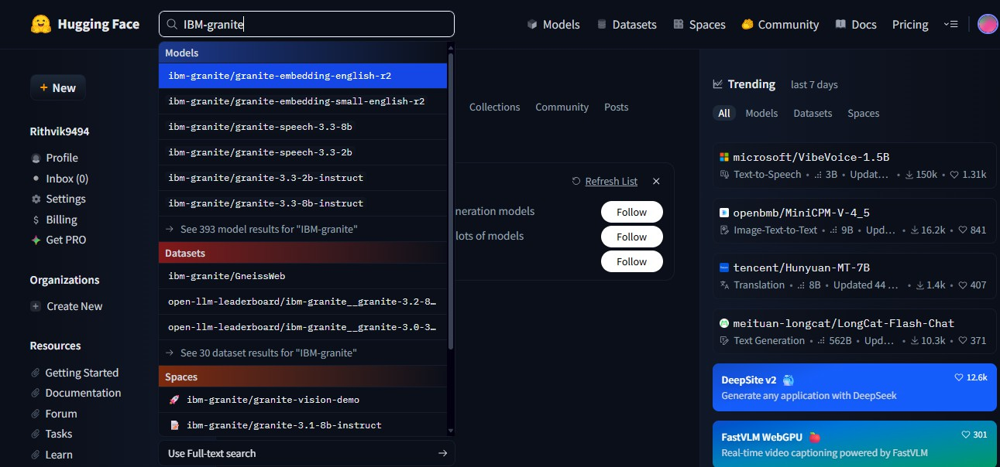 Hugging Face
IBM-granite
Models
Datasets
Spaces
Community
Docs
Pricing
+ New
Rithvik9494
Profile
Inbox (0)
Settings
$ Billing
Get PRO
Organizations
+ Create New
Resources
Getting Started
Documentation
Forum
Tasks
Learn
Models
ibm-granite/granite-embedding-english-r2
ibm-granite/granite-embedding-small-english-r2
ibm-granite/granite-speech-3.3-8b
ibm-granite/granite-speech-3.3-2b
ibm-granite/granite-3.3-2b-instruct
ibm-granite/granite-3.3-8b-instruct
→ See 393 model results for "IBM-granite"
Datasets
ibm-granite/GneissWeb
open-llm-leaderboard/ibm-granite__granite-3.2-8…
open-llm-leaderboard/ibm-granite__granite-3.0-3…
→ See 30 dataset results for "IBM-granite"
Spaces
ibm-granite/granite-vision-demo
ibm-granite/granite-3.1-8b-instruct
Use Full-text search →
Collections
Community
Posts
Refresh List
neration models
Follow
lots of models
Follow
Follow
Trending last 7 days
All Models Datasets Spaces
microsoft/VibeVoice-1.5B
Text-to-Speech • 3B • Updat… • 150k • 1.31k
openbmb/MiniCPM-V-4_5
Image-Text-to-Text • 9B • Upd… • 16.2k • 841
tencent/Hunyuan-MT-7B
Translation • 8B • Updated 44 … • 1.4k • 407
meituan-longcat/LongCat-Flash-Chat
Text Generation • 562B • Upd… • 10.3k • 371
DeepSite v2 12.6k
Generate any application with DeepSeek
FastVLM WebGPU 301
Real-time video captioning powered by FastVLM